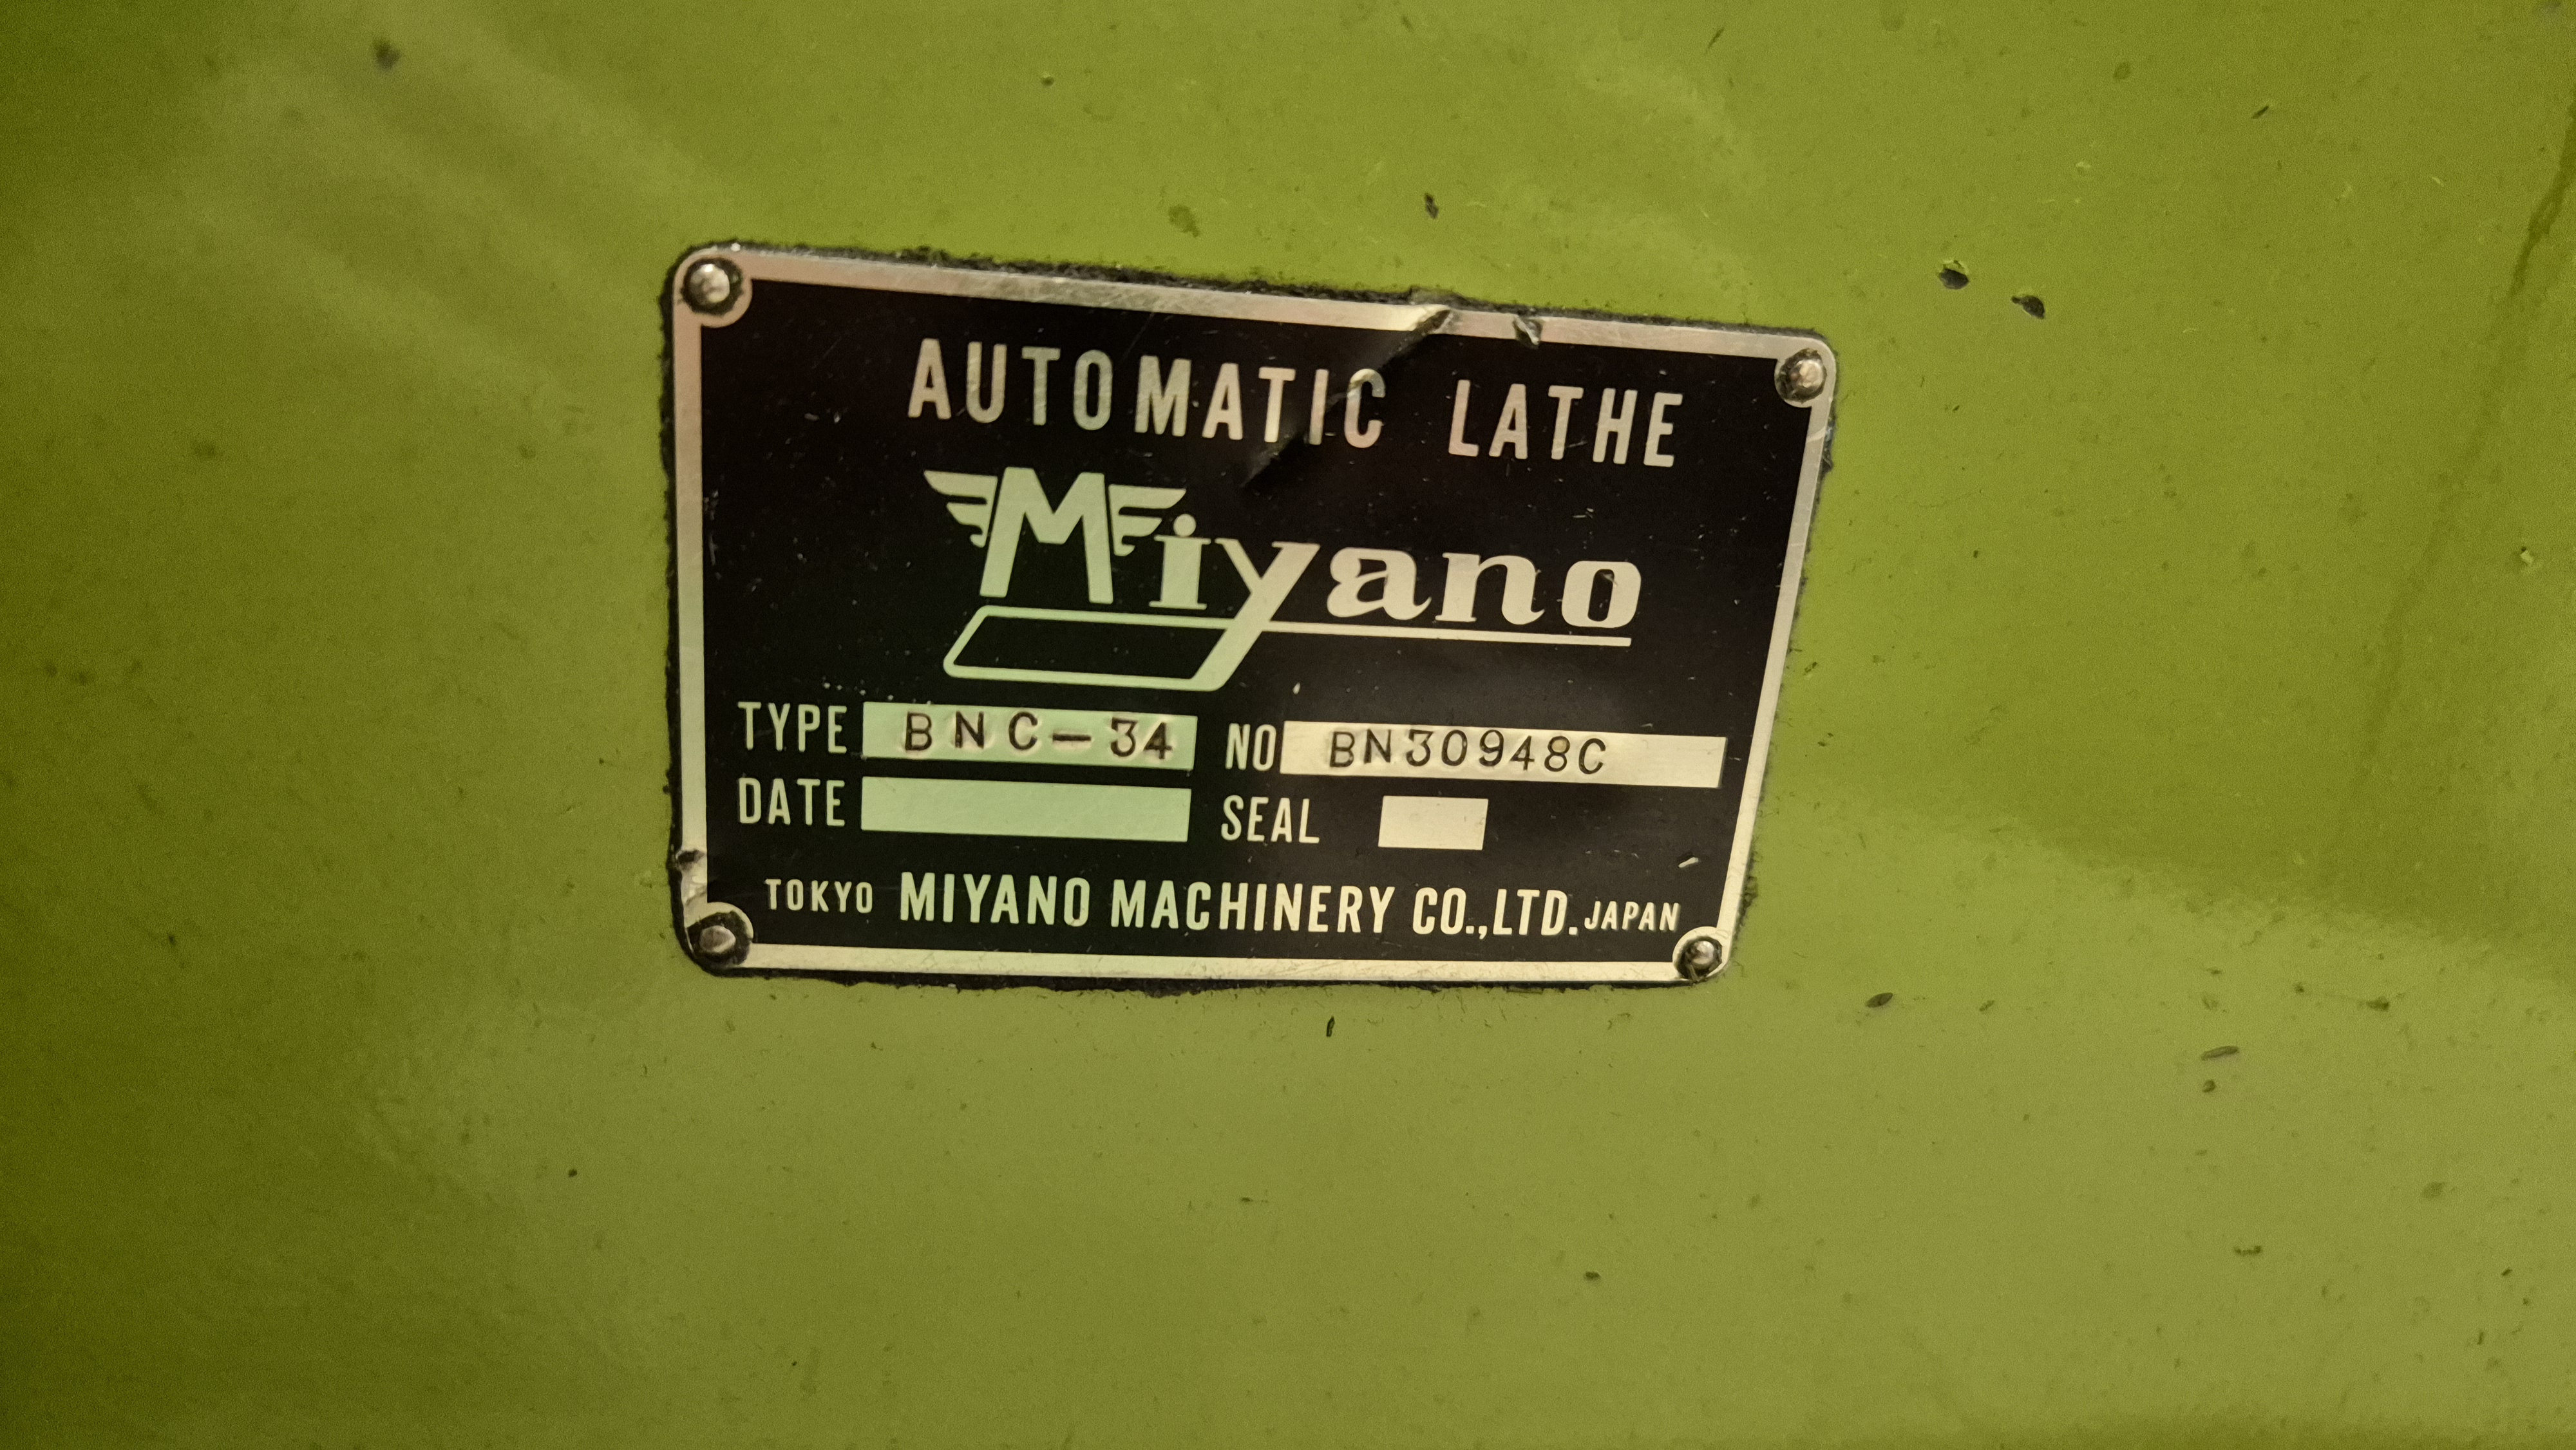 AUTOMATIC LATHE
Miyano
TYPE BNC-34 NO BN30948C
DATE SEAL
TOKYO MIYANO MACHINERY CO.,LTD. JAPAN